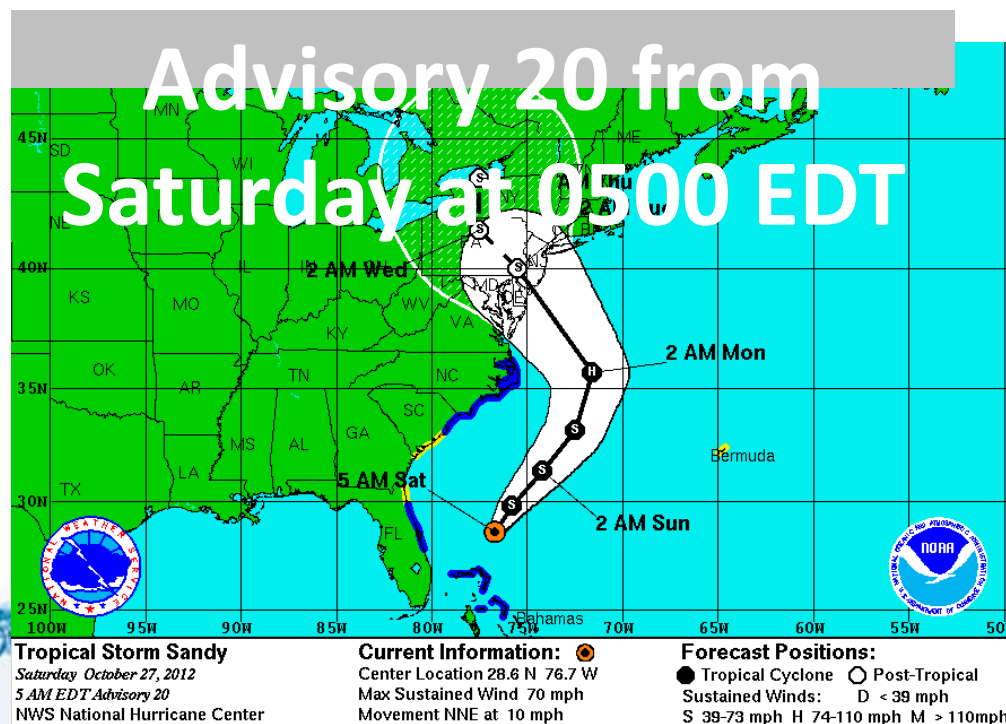 Advisory 20 from
Saturday at 0500 EDT
MN
ME
45N
SD
WI
NY
NE
PA
2 AM Wed
40N
NJ
IL
MD
DE
KS
MO
WV
VA
KY
2 AM Mon
OK
TN
NC
35N
AR
SC
MS
AL
GA
Bermuda
LA
5 AM Sat
TX
30N
2 AM Sun
FL
NATIONAL WEATHER SERVICE
NOAA
25N
Bahamas
100W 95W 90W 85W 80W 75W 70W 65W 60W 50
Tropical Storm Sandy
Saturday October 27, 2012
5 AM EDT Advisory 20
NWS National Hurricane Center
Current Information:
Center Location 28.6 N 76.7 W
Max Sustained Wind 70 mph
Movement NNE at 10 mph
Forecast Positions:
Tropical Cyclone Post-Tropical
Sustained Winds: D < 39 mph
S 39-73 mph H 74-110 mph M > 110mph